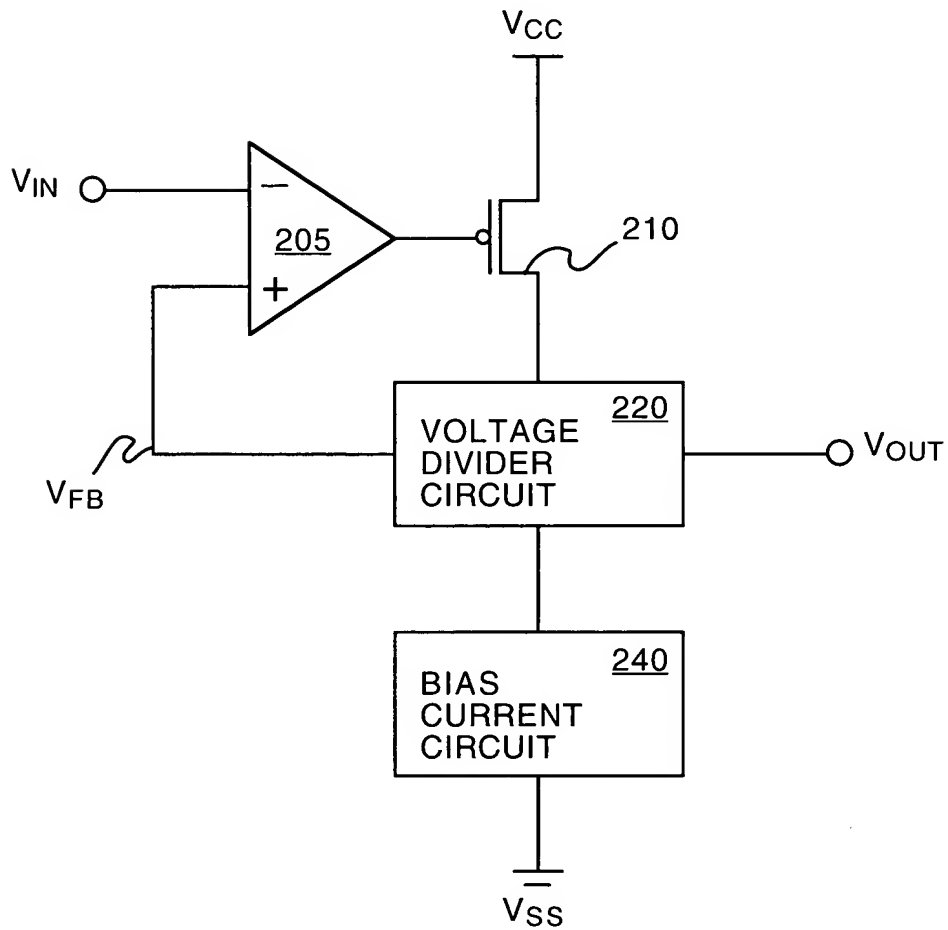 VCC
VIN
−
205
+
210
220
VOLTAGE
DIVIDER
CIRCUIT
VOUT
VFB
240
BIAS
CURRENT
CIRCUIT
VSS